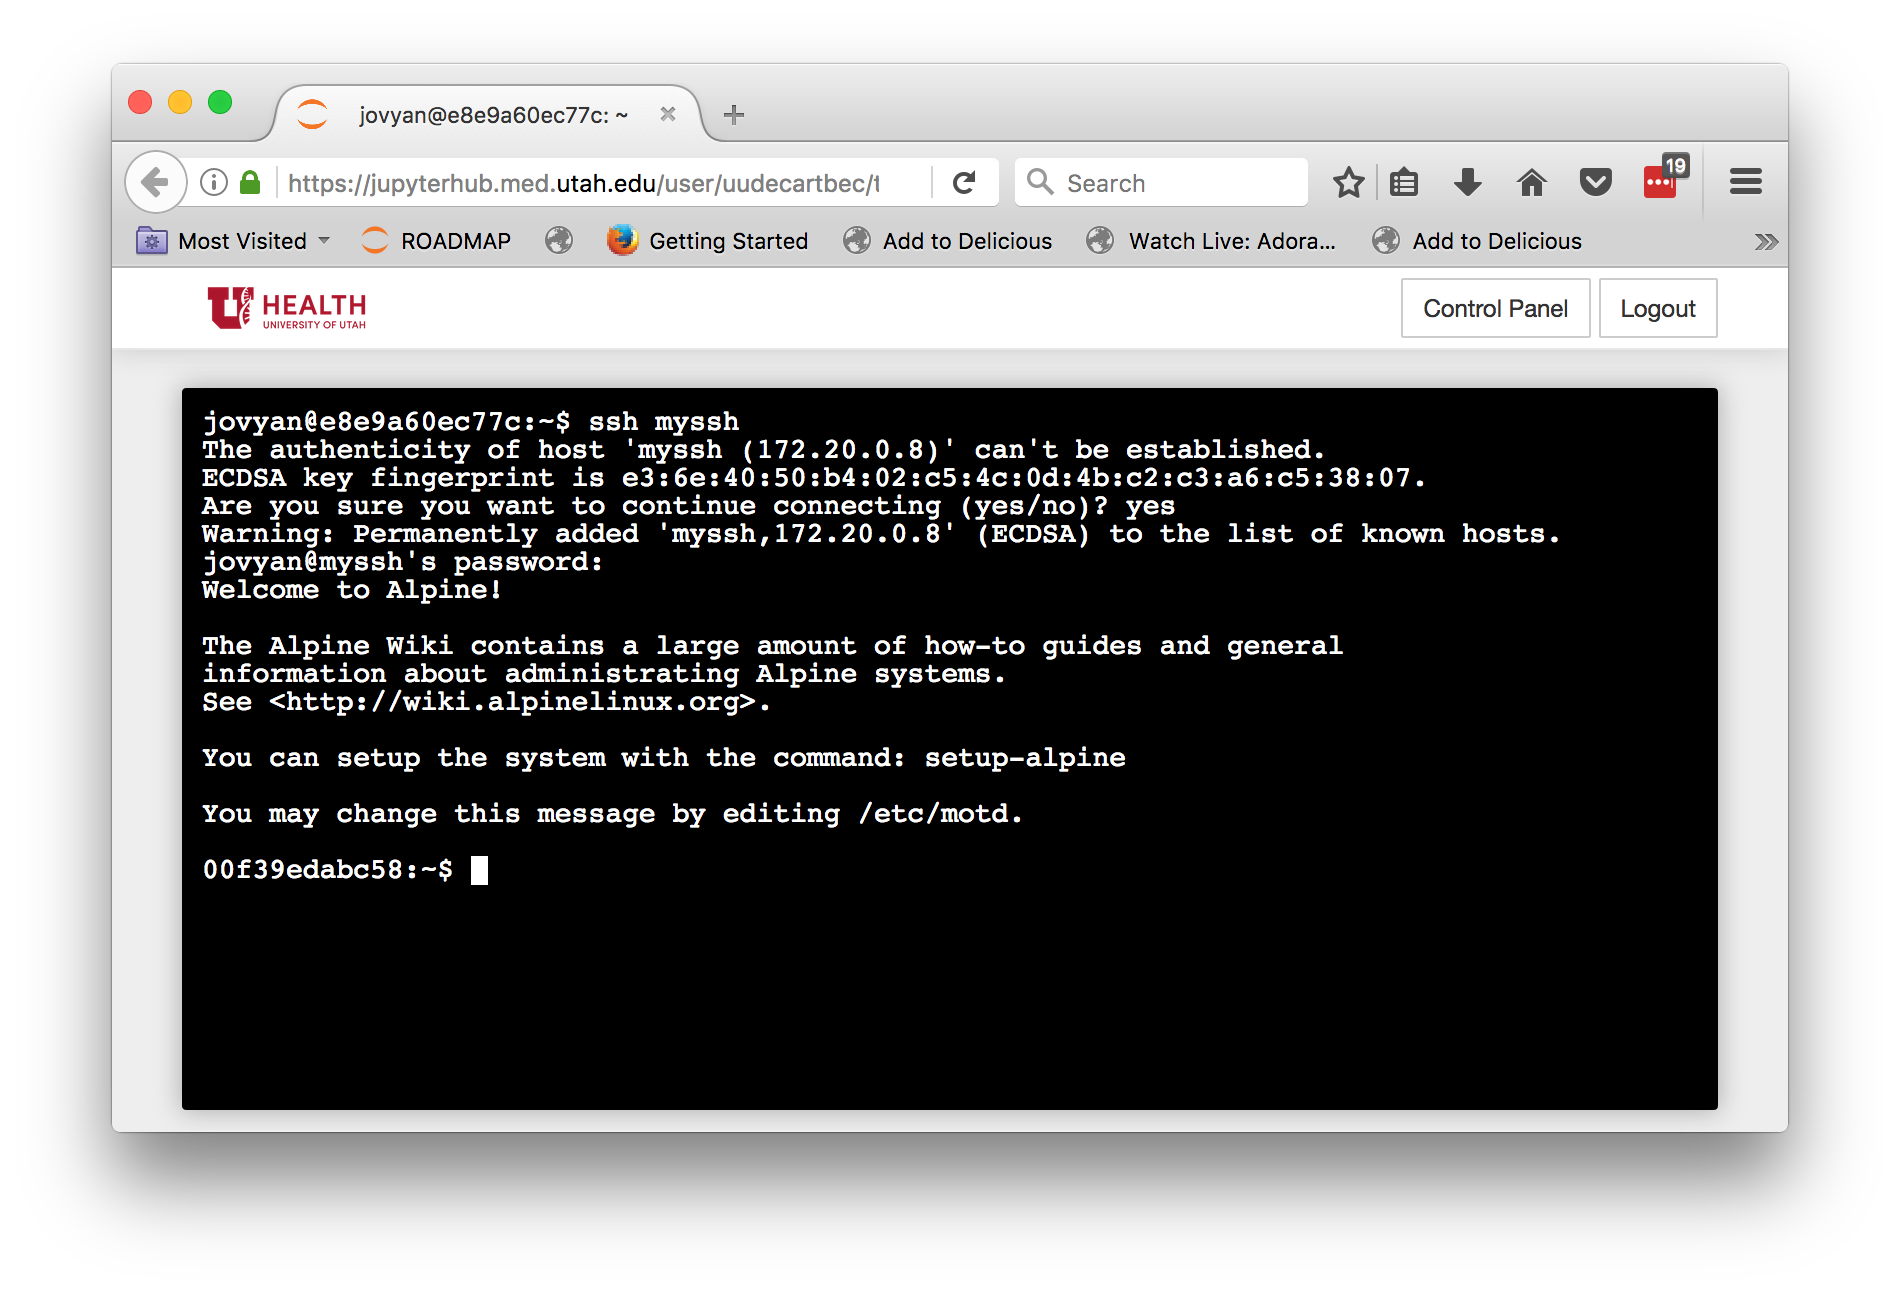 jovyan@e8e9a60ec77c: ~
https://jupyterhub.med.utah.edu/user/uudecartbec/t
Search
19
Most Visited
ROADMAP
Getting Started
Add to Delicious
Watch Live: Adora...
Add to Delicious
HEALTH
UNIVERSITY OF UTAH
Control Panel
Logout
jovyan@e8e9a60ec77c:~$ ssh myssh
The authenticity of host 'myssh (172.20.0.8)' can't be established.
ECDSA key fingerprint is e3:6e:40:50:b4:02:c5:4c:0d:4b:c2:c3:a6:c5:38:07.
Are you sure you want to continue connecting (yes/no)? yes
Warning: Permanently added 'myssh,172.20.0.8' (ECDSA) to the list of known hosts.
jovyan@myssh's password:
Welcome to Alpine!
The Alpine Wiki contains a large amount of how-to guides and general
information about administrating Alpine systems.
See <http://wiki.alpinelinux.org>.
You can setup the system with the command: setup-alpine
You may change this message by editing /etc/motd.
00f39edabc58:~$